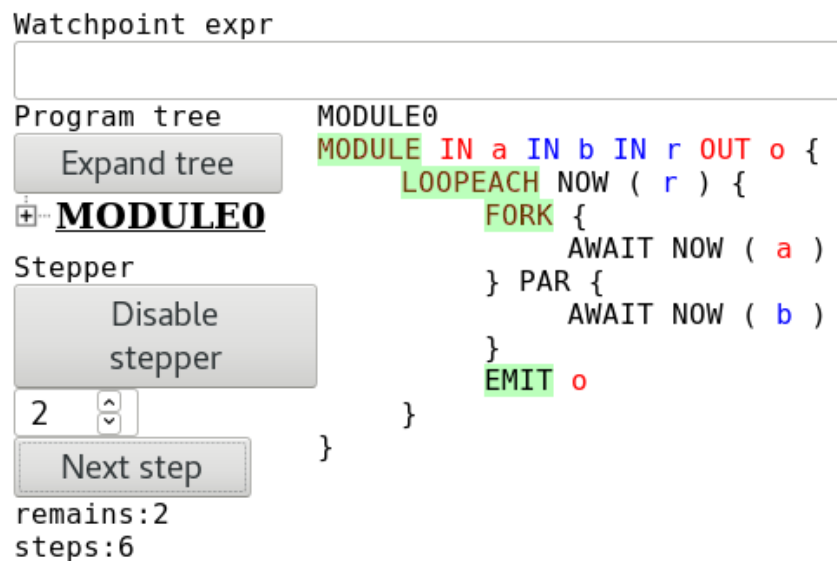 Watchpoint expr
Program tree
Expand tree
MODULE0
Stepper
Disable
stepper
2
Next step
remains:2
steps:6
MODULE0
MODULE IN a IN b IN r OUT o {
LOOPEACH NOW ( r ) {
FORK {
AWAIT NOW ( a )
} PAR {
AWAIT NOW ( b )
}
EMIT o
}
}